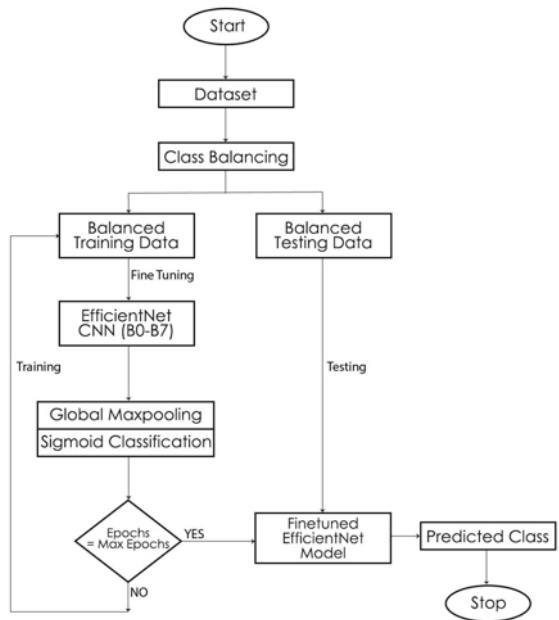 Start
Dataset
Class Balancing
Balanced
Training Data
Balanced
Testing Data
Fine Tuning
EfficientNet
CNN (B0-B7)
Training
Testing
Global Maxpooling
Sigmoid Classification
Epochs
= Max Epochs
YES
NO
Finetuned
EfficientNet
Model
Predicted Class
Stop